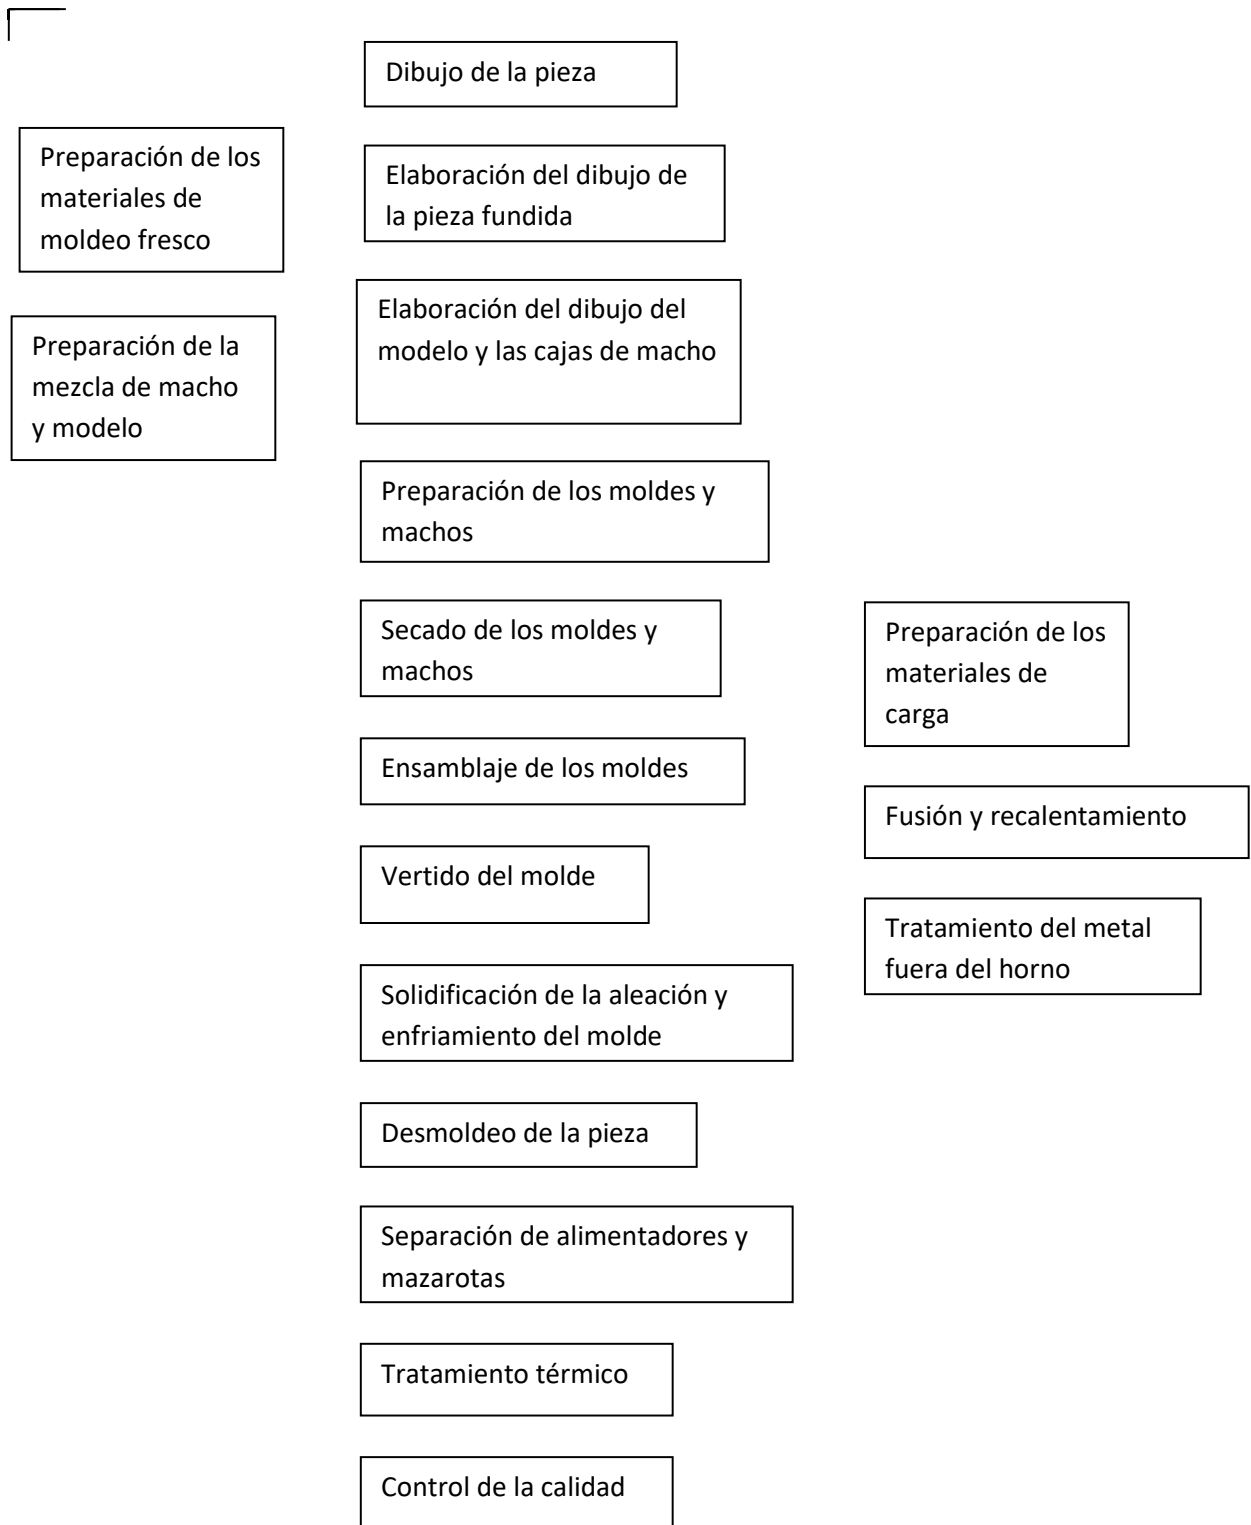 Dibujo de la pieza
Preparación de los
materiales de
moldeo fresco
Elaboración del dibujo de
la pieza fundida
Elaboración del dibujo del
modelo y las cajas de macho
Preparación de la
mezcla de macho
y modelo
Preparación de los moldes y
machos
Secado de los moldes y
machos
Preparación de los
materiales de
carga
Ensamblaje de los moldes
Fusión y recalentamiento
Vertido del molde
Tratamiento del metal
fuera del horno
Solidificación de la aleación y
enfriamiento del molde
Desmoldeo de la pieza
Separación de alimentadores y
mazarotas
Tratamiento térmico
Control de la calidad